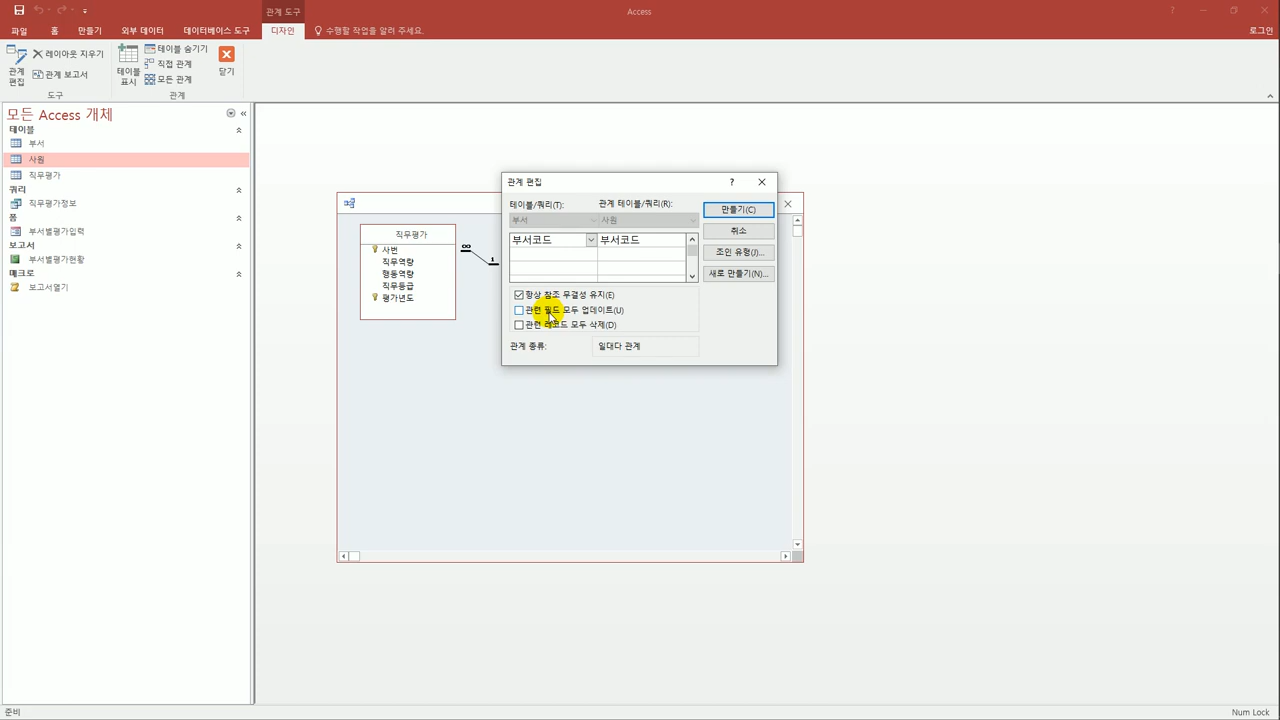 관계 도구
Access
파일
홈
만들기
외부 데이터
데이터베이스 도구
디자인
수행할 작업을 알려 주세요.
로그인
관계 편집
레이아웃 지우기
관계 보고서
도구
테이블 표시
테이블 숨기기
직접 관계
모든 관계
관계
닫기
모든 Access 개체
테이블
부서
사원
직무평가
쿼리
직무평가정보
폼
부서별평가입력
보고서
부서별평가현황
매크로
보고서열기
직무평가
사번
직무역량
행동역량
직무등급
평가년도
∞
1
관계 편집
?
테이블/쿼리(T):
관계 테이블/쿼리(R):
부서
사원
부서코드
부서코드
항상 참조 무결성 유지(E)
관련 필드 모두 업데이트(U)
관련 레코드 모두 삭제(D)
관계 종류:
일대다 관계
만들기(C)
취소
조인 유형(J)...
새로 만들기(N)...
준비
Num Lock